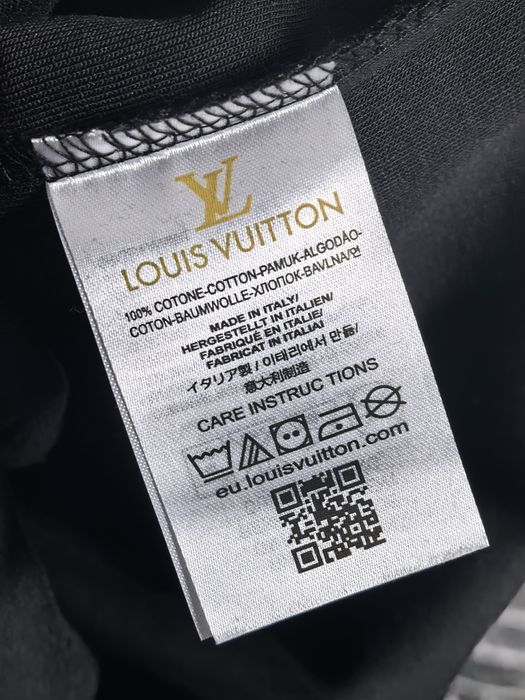 LV
LOUIS VUITTON
100% COTONE-COTTON-PAMUK-ALGODÃO-
COTON-BAUMWOLLE-ХЛОПОК-BAVLNA/면
MADE IN ITALY/
HERGESTELLT IN ITALIEN/
FABRIQUÉ EN ITALIE/
FABRICAT IN ITALIA/
イタリア製 / 이태리에서 만듦/
意大利制造
CARE INSTRUCTIONS
eu.louisvuitton.com